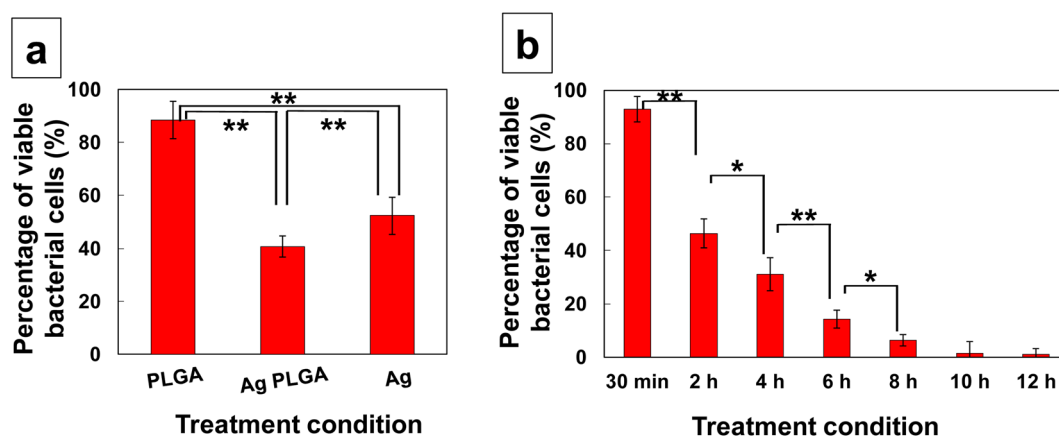 a
Percentage of viable
bacterial cells (%)
100
80
60
40
20
0
**
**
**
PLGA
Ag PLGA
Ag
Treatment condition
b
Percentage of viable
bacterial cells (%)
100
80
60
40
20
0
**
*
**
*
30 min 2 h 4 h 6 h 8 h 10 h 12 h
Treatment condition